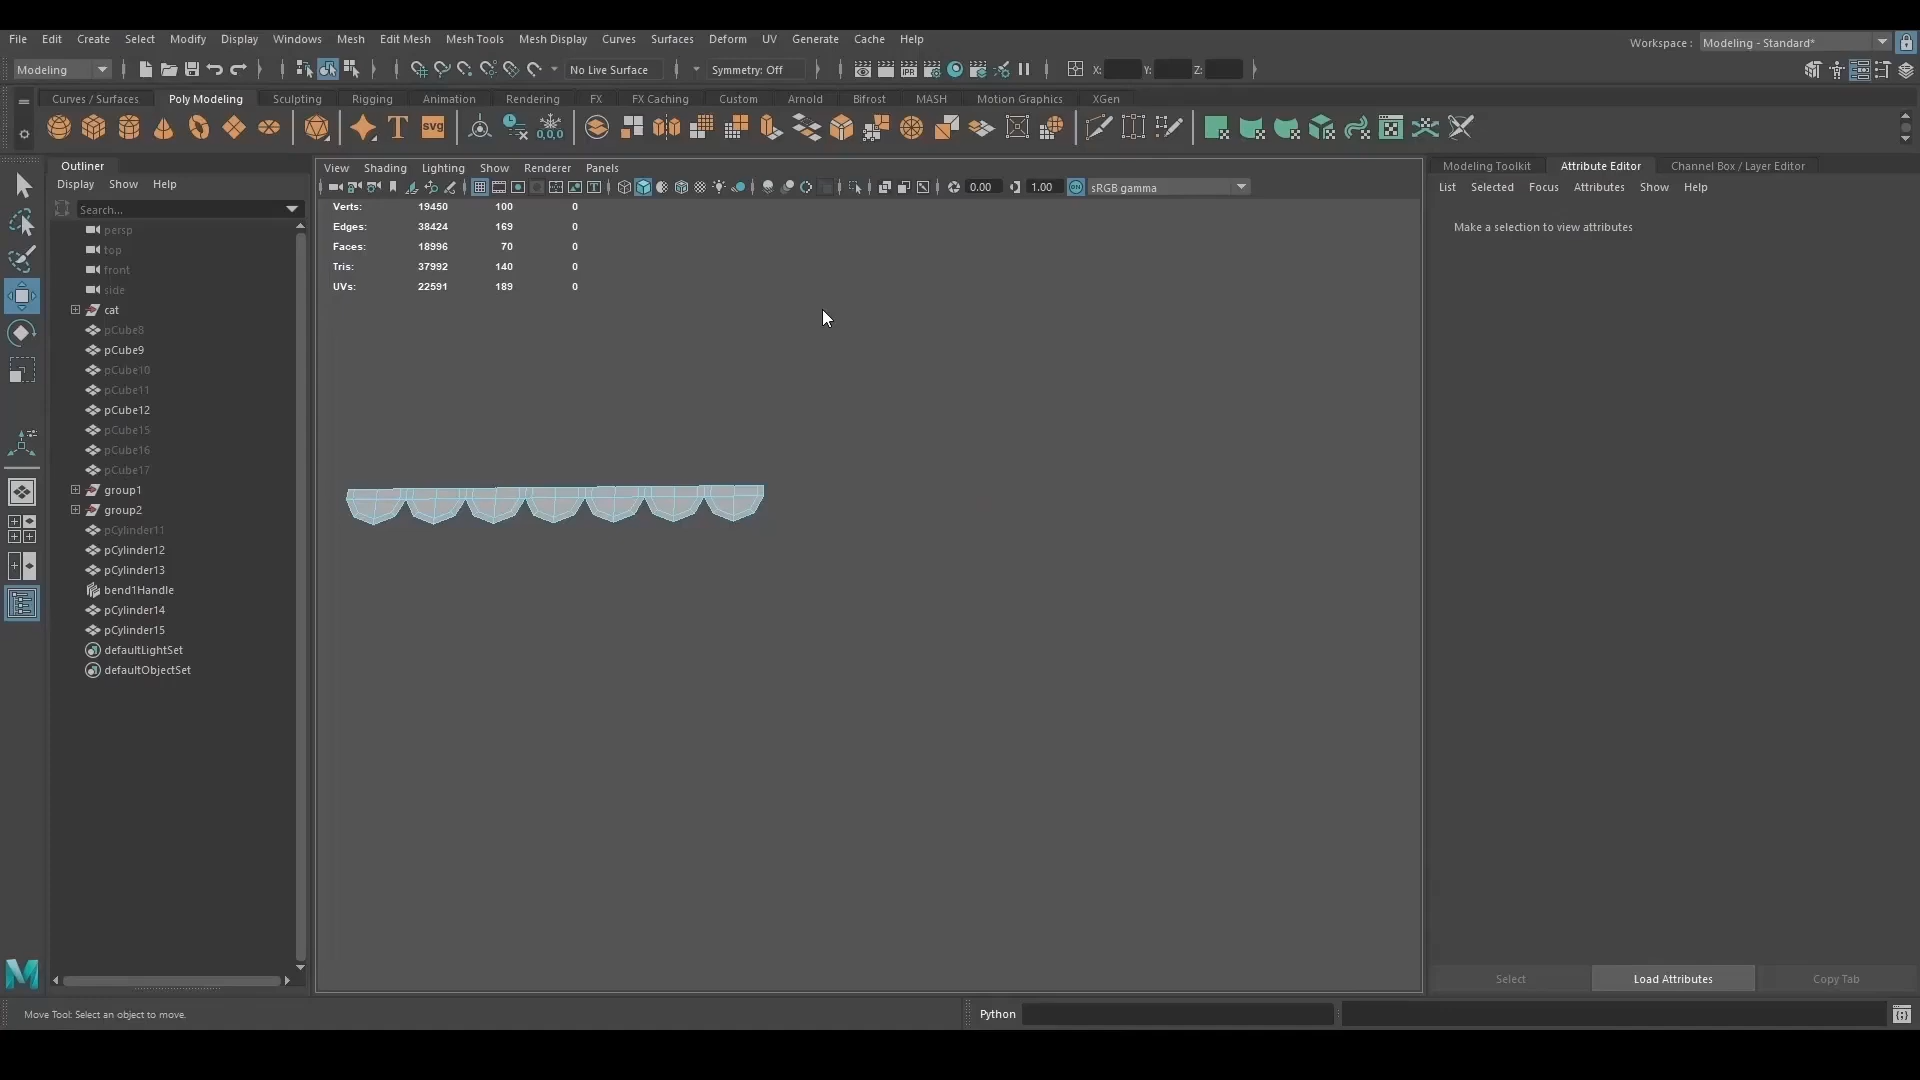 File Edit Create Select Modify Display Windows Mesh Edit Mesh Mesh Tools Mesh Display Curves Surfaces Deform UV Generate Cache Help
Workspace : Modeling - Standard*
Modeling No Live Surface Symmetry: Off X: Y: Z:
Curves / Surfaces Poly Modeling Sculpting Rigging Animation Rendering FX FX Caching Custom Arnold Bifrost MASH Motion Graphics XGen
T SVG 0,0,0
Outliner
Display Show Help
Search...
persp
top
front
side
cat
pCube8
pCube9
pCube10
pCube11
pCube12
pCube15
pCube16
pCube17
group1
group2
pCylinder11
pCylinder12
pCylinder13
bend1Handle
pCylinder14
pCylinder15
defaultLightSet
defaultObjectSet
View Shading Lighting Show Renderer Panels
0.00 1.00 sRGB gamma
Verts: 19450 100 0
Edges: 38424 169 0
Faces: 18996 70 0
Tris: 37992 140 0
UVs: 22591 189 0
Modeling Toolkit Attribute Editor Channel Box / Layer Editor
List Selected Focus Attributes Show Help
Make a selection to view attributes
Select Load Attributes Copy Tab
M
Move Tool: Select an object to move.
Python